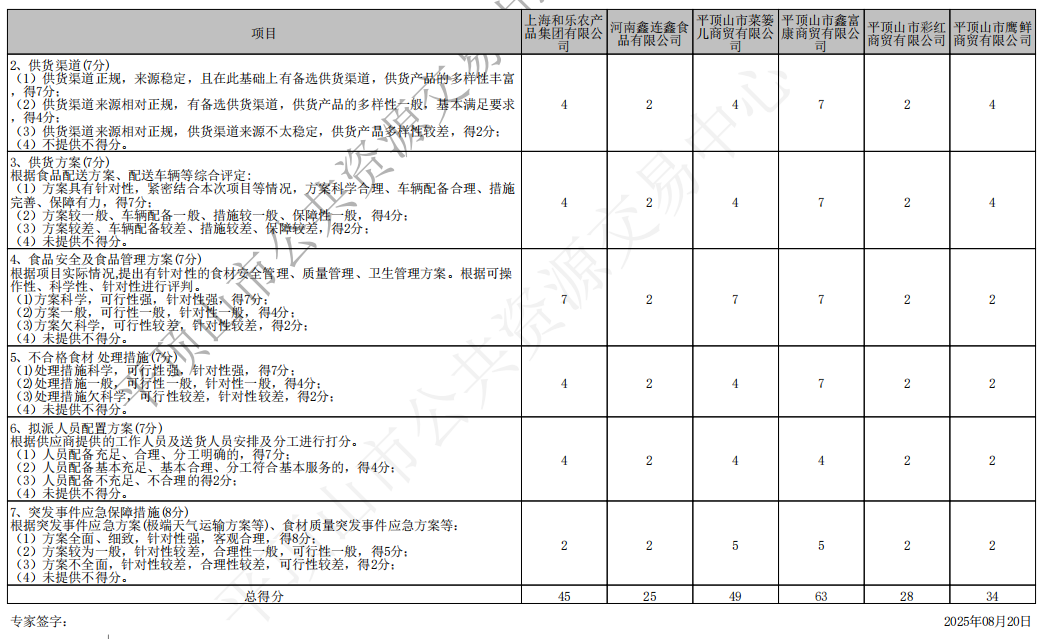 项目
上海和乐农产
品集团有限公
司
河南鑫连鑫食
品有限公司
平顶山市菜篓
儿商贸有限公
司
平顶山市鑫富
康商贸有限公
司
平顶山市彩红
商贸有限公司
平顶山市鹰鲜
商贸有限公司
2、供货渠道(7分)
（1）供货渠道正规，来源稳定，且在此基础上有备选供货渠道，供货产品的多样性丰富
，得7分；
（2）供货渠道来源相对正规，有备选供货渠道，供货产品的多样性一般，基本满足要求
，得4分；
（3）供货渠道来源相对正规，供货渠道来源不太稳定，供货产品多样性较差，得2分；
（4）不提供不得分。
4 2 4 7 2 4
3、供货方案(7分)
根据食品配送方案、配送车辆等综合评定:
（1）方案具有针对性，紧密结合本次项目等情况，方案科学合理、车辆配备合理、措施
完善、保障有力，得7分；
（2）方案较一般、车辆配备一般、措施较一般、保障性一般，得4分；
（3）方案较差、车辆配备较差、措施较差、保障较差，得2分；
（4）未提供不得分。
4 2 4 7 2 4
4、食品安全及食品管理方案(7分)
根据项目实际情况,提出有针对性的食材安全管理、质量管理、卫生管理方案。根据可操
作性、科学性、针对性进行评判。
(1)方案科学，可行性强，针对性强，得7分；
(2)方案一般，可行性一般，针对性一般，得4分；
(3)方案欠科学，可行性较差，针对性较差，得2分；
(4）未提供不得分。
7 2 7 7 2 2
5、不合格食材 处理措施(7分)
(1)处理措施科学，可行性强，针对性强，得7分；
(2)处理措施一般，可行性一般，针对性一般，得4分；
(3)处理措施欠科学，可行性较差，针对性较差，得2分；
(4）未提供不得分。
4 2 4 7 2 2
6、拟派人员配置方案(7分)
根据供应商提供的工作人员及送货人员安排及分工进行打分。
（1）人员配备充足、合理、分工明确的，得7分；
（2）人员配备基本充足、基本合理、分工符合基本服务的，得4分；
（3）人员配备不充足、不合理的得2分；
（4）未提供不得分。
4 2 4 4 2 2
7、突发事件应急保障措施(8分)
根据突发事件应急方案(极端天气运输方案等)、食材质量突发事件应急方案等:
（1）方案全面、细致，针对性强，客观合理，得8分；
（2）方案较为一般，针对性较差，合理性一般，可行性一般，得5分；
（3）方案不全面，针对性较差，合理性较差，可行性较差，得2分；
（4）未提供不得分。
2 2 5 5 2 2
总得分 45 25 49 63 28 34
专家签字：
2025年08月20日
平顶山市公共资源交易中心
平顶山市公共资源交易中心